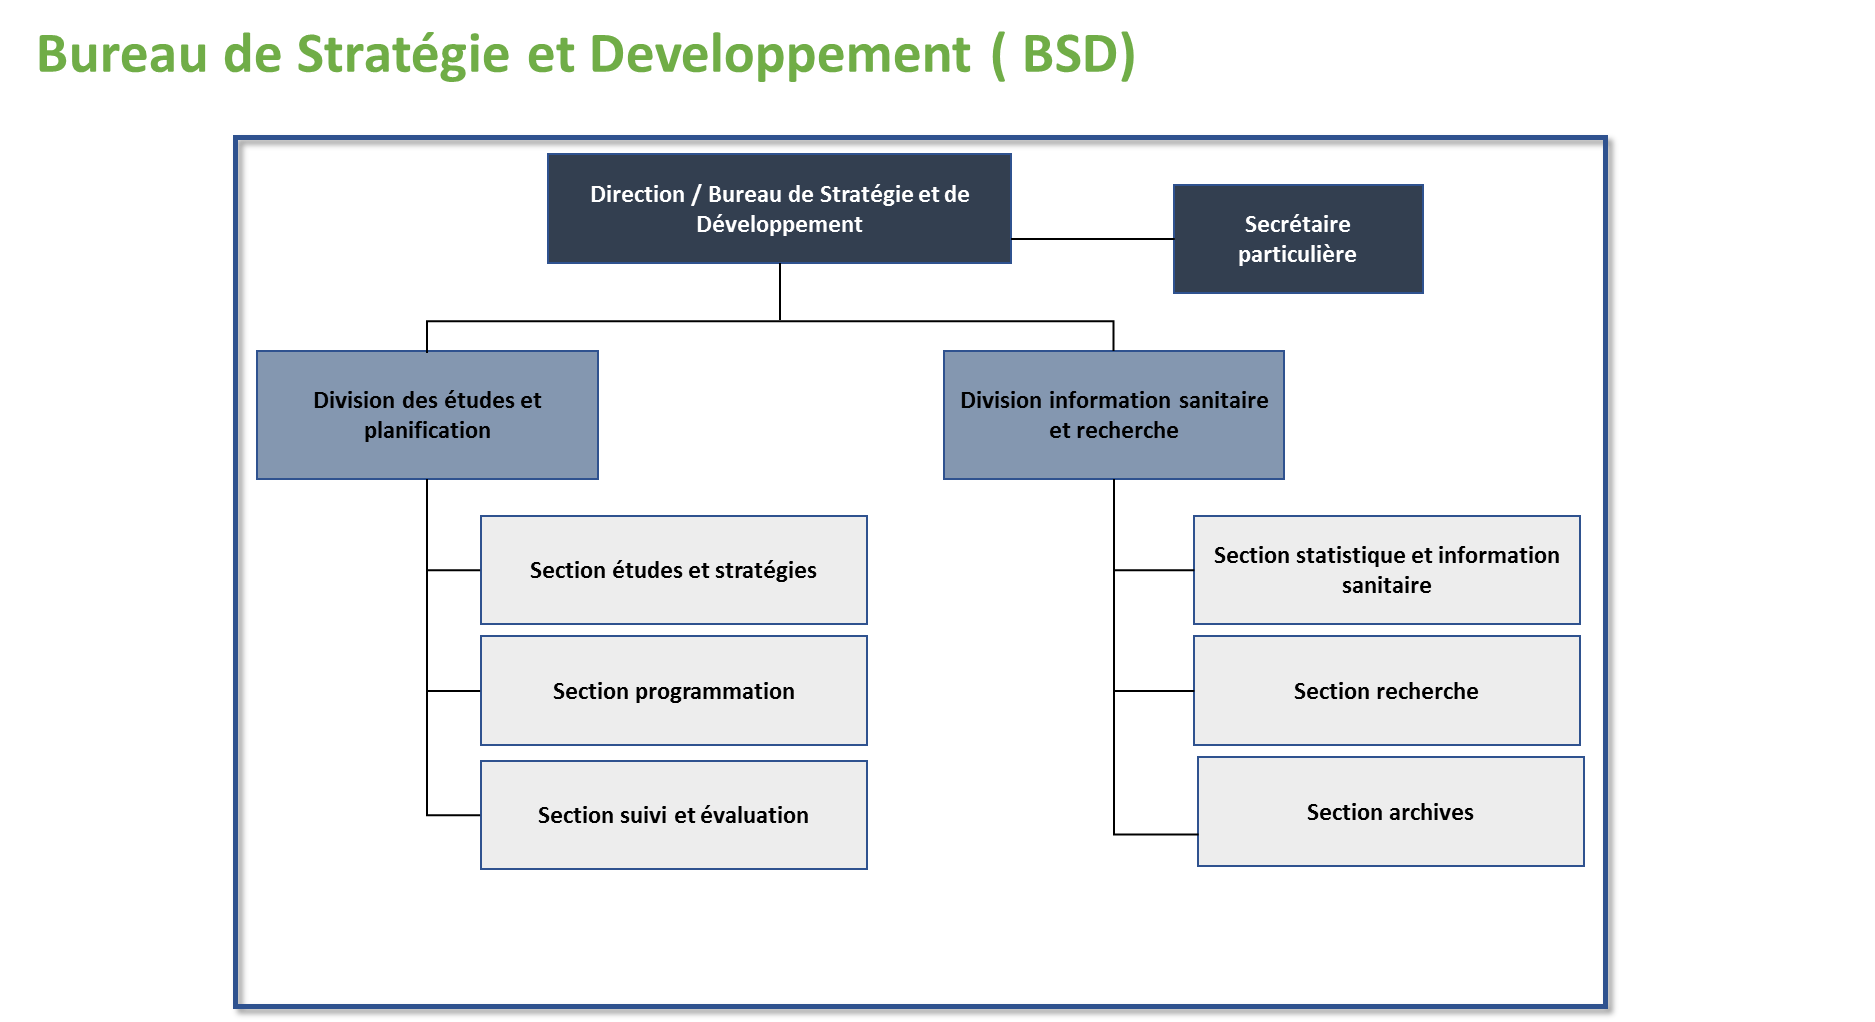 Bureau de Stratégie et Developpement ( BSD)
Direction / Bureau de Stratégie et de
Développement
Secrétaire
particulière
Division des études et
planification
Division information sanitaire
et recherche
Section études et stratégies
Section statistique et information
sanitaire
Section programmation
Section recherche
Section suivi et évaluation
Section archives